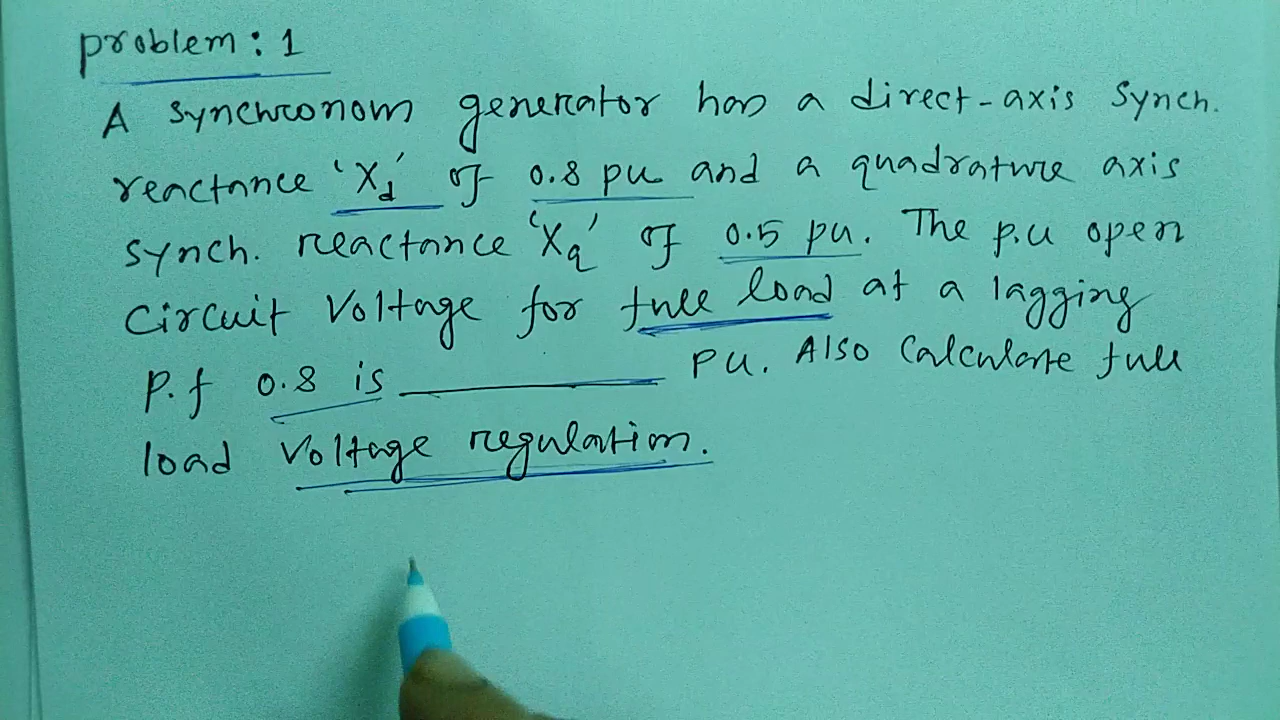 problem: 1
A synchronous generator has a direct-axis synch.
reactance 'Xd' of 0.8 pu and a quadrature axis
synch. reactance 'Xq' of 0.5 pu. The p.u open
circuit voltage for full load at a lagging
p.f 0.8 is ________ pu. Also calculate full
load voltage regulation.